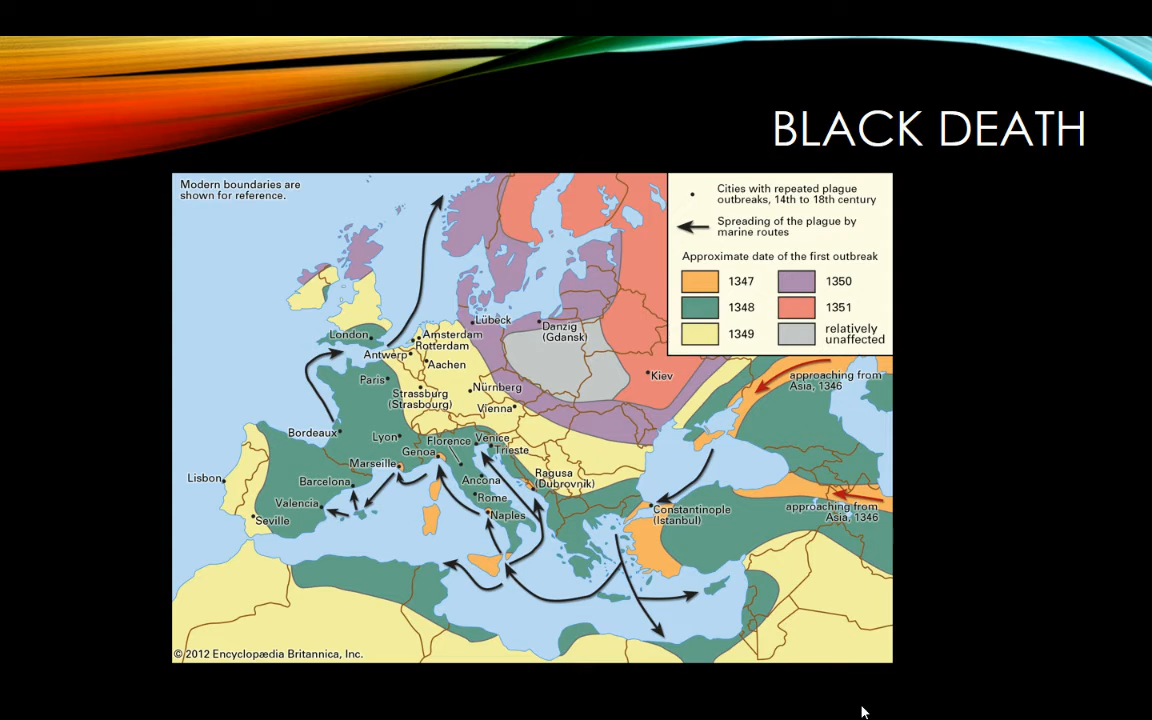 BLACK DEATH
Modern boundaries are
shown for reference.
Cities with repeated plague
outbreaks, 14th to 18th century
Spreading of the plague by
marine routes
Approximate date of the first outbreak
1347
1350
1348
1351
1349
relatively
unaffected
London
Lübeck
Danzig
(Gdansk)
Amsterdam
Rotterdam
Antwerp
Aachen
Kiev
approaching from
Asia, 1346
Paris
Strassburg
(Strasbourg)
Nürnberg
Vienna
Bordeaux
Lyon
Florence
Venice
Genoa
Trieste
Marseille
Lisbon
Barcelona
Ancona
Ragusa
(Dubrovnik)
Rome
Valencia
Naples
Seville
Constantinople
(Istanbul)
approaching from
Asia, 1346
© 2012 Encyclopædia Britannica, Inc.